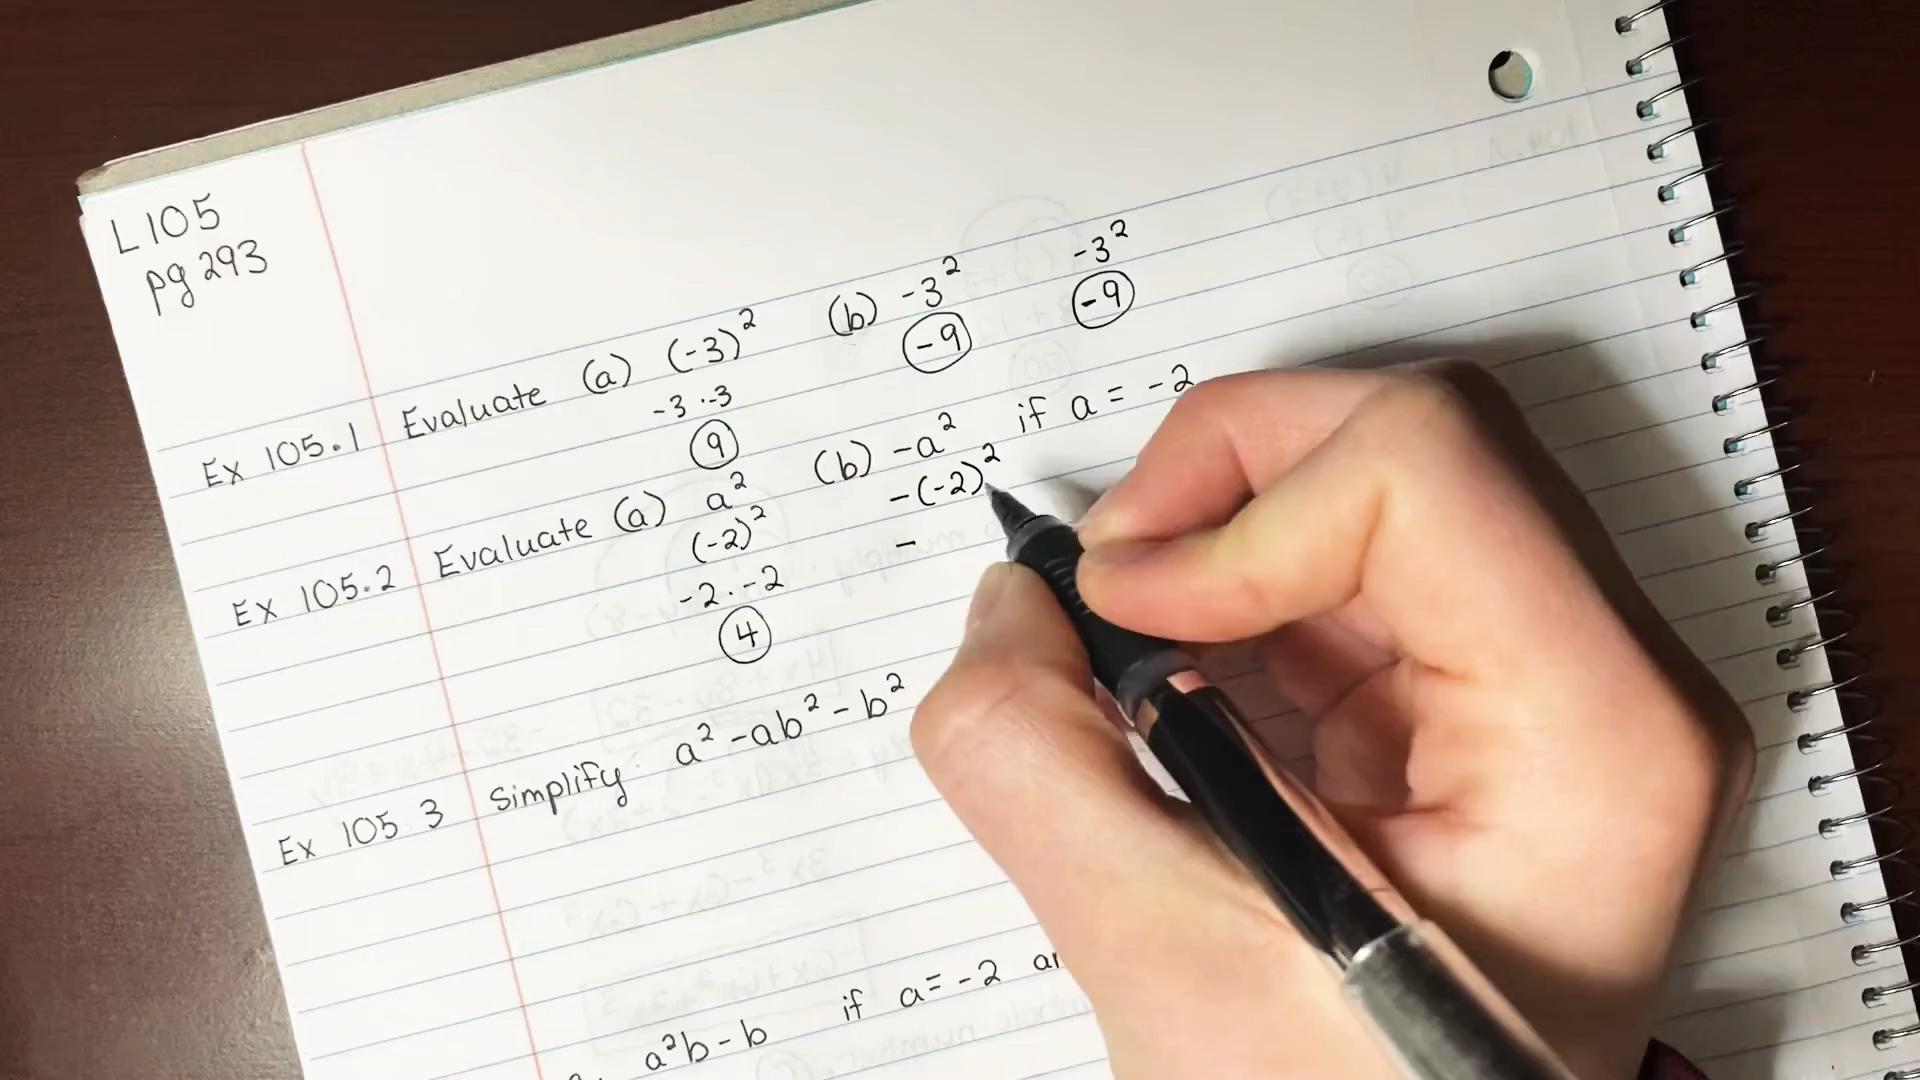 L105
pg 293
Ex 105.1 Evaluate (a) (-3)² (b) -3² -3²
-3 · -3 -9 -9
9
Ex 105.2 Evaluate (a) a² (b) -a² if a = -2
(-2)² -(-2)²
-2 · -2 -
4
Ex 105 3 Simplify: a² - ab² - b²
a²b - b if a = -2